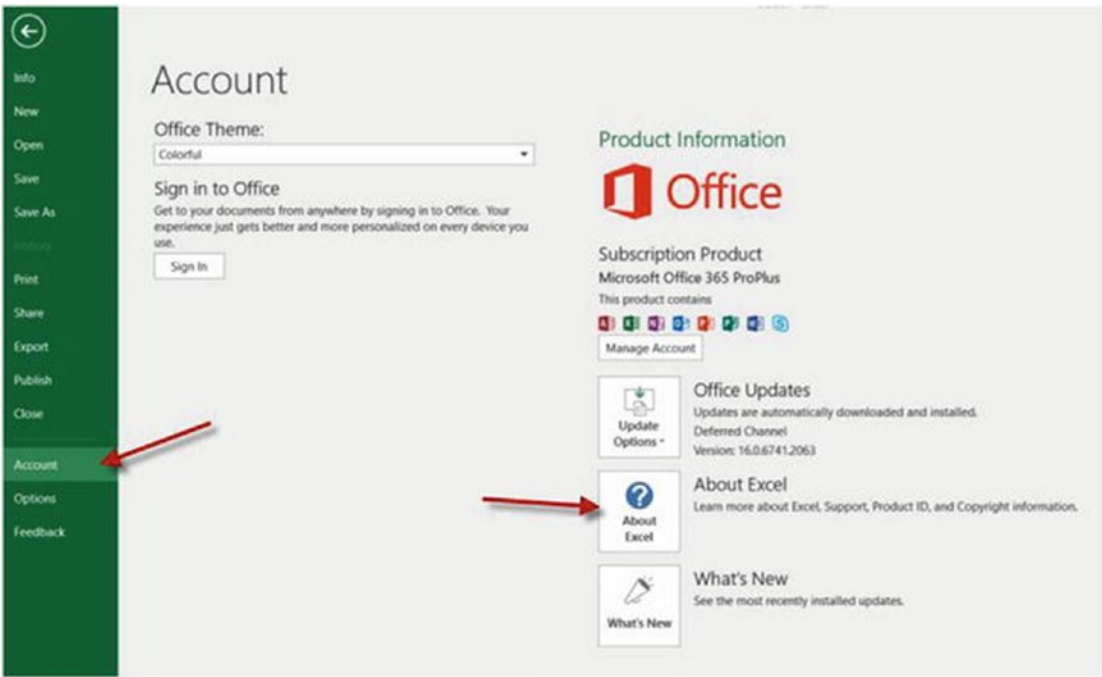 Info
New
Open
Save
Save As
History
Print
Share
Export
Publish
Close
Account
Options
Feedback
Account
Office Theme:
Colorful
Sign in to Office
Get to your documents from anywhere by signing in to Office. Your
experience just gets better and more personalized on every device you
use.
Sign In
Product Information
Office
Subscription Product
Microsoft Office 365 ProPlus
This product contains
Manage Account
Update
Options
Office Updates
Updates are automatically downloaded and installed.
Deferred Channel
Version: 16.0.6741.2063
About
Excel
About Excel
Learn more about Excel, Support, Product ID, and Copyright information.
What's New
What's New
See the most recently installed updates.